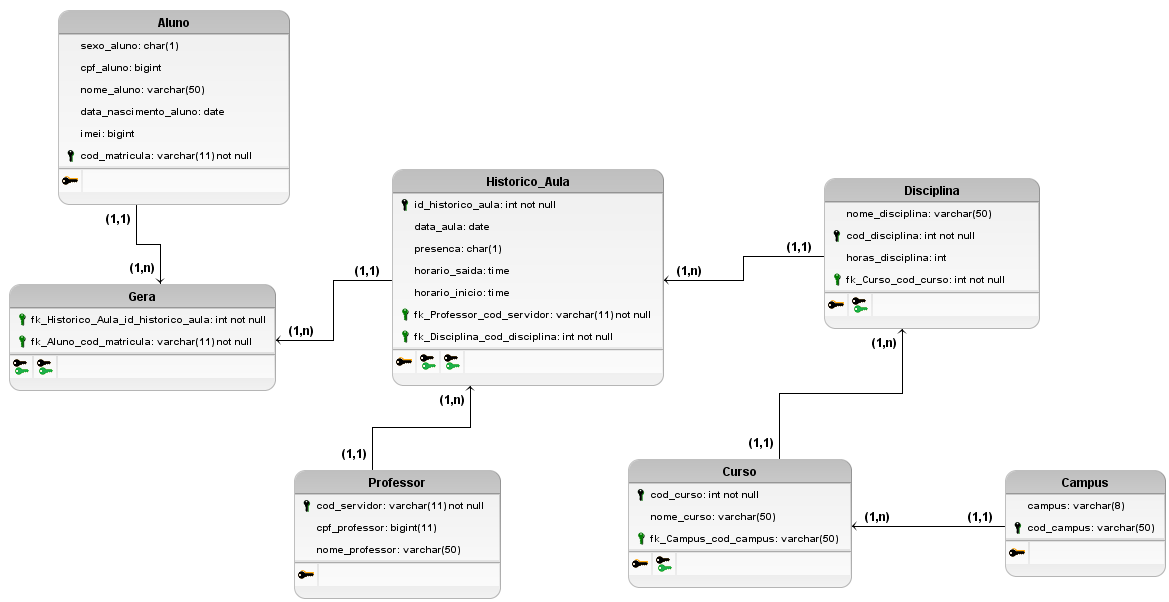 Aluno
sexo_aluno: char(1)
cpf_aluno: bigint
nome_aluno: varchar(50)
data_nascimento_aluno: date
imei: bigint
cod_matricula: varchar(11) not null
(1,1)
(1,n)
Gera
fk_Historico_Aula_id_historico_aula: int not null
fk_Aluno_cod_matricula: varchar(11) not null
(1,1)
(1,n)
Historico_Aula
id_historico_aula: int not null
data_aula: date
presenca: char(1)
horario_saida: time
horario_inicio: time
fk_Professor_cod_servidor: varchar(11) not null
fk_Disciplina_cod_disciplina: int not null
(1,1)
(1,n)
Disciplina
nome_disciplina: varchar(50)
cod_disciplina: int not null
horas_disciplina: int
fk_Curso_cod_curso: int not null
(1,n)
(1,n)
(1,1)
(1,1)
Professor
cod_servidor: varchar(11) not null
cpf_professor: bigint(11)
nome_professor: varchar(50)
Curso
cod_curso: int not null
nome_curso: varchar(50)
fk_Campus_cod_campus: varchar(50)
(1,n)
(1,1)
Campus
campus: varchar(8)
cod_campus: varchar(50)